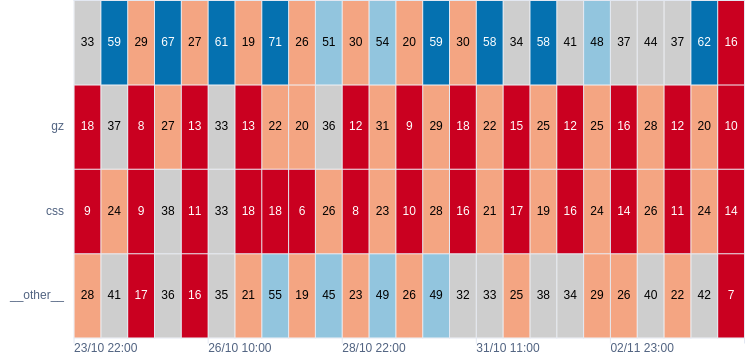 33 59 29 67 27 61 19 71 26 51 30 54 20 59 30 58 34 58 41 48 37 44 37 62 16
gz 18 37 8 27 13 33 13 22 20 36 12 31 9 29 18 22 15 25 12 25 16 28 12 20 10
css 9 24 9 38 11 33 18 18 6 26 8 23 10 28 16 21 17 19 16 24 14 26 11 24 14
__other__ 28 41 17 36 16 35 21 55 19 45 23 49 26 49 32 33 25 38 34 29 26 40 22 42 7
23/10 22:00 26/10 10:00 28/10 22:00 31/10 11:00 02/11 23:00